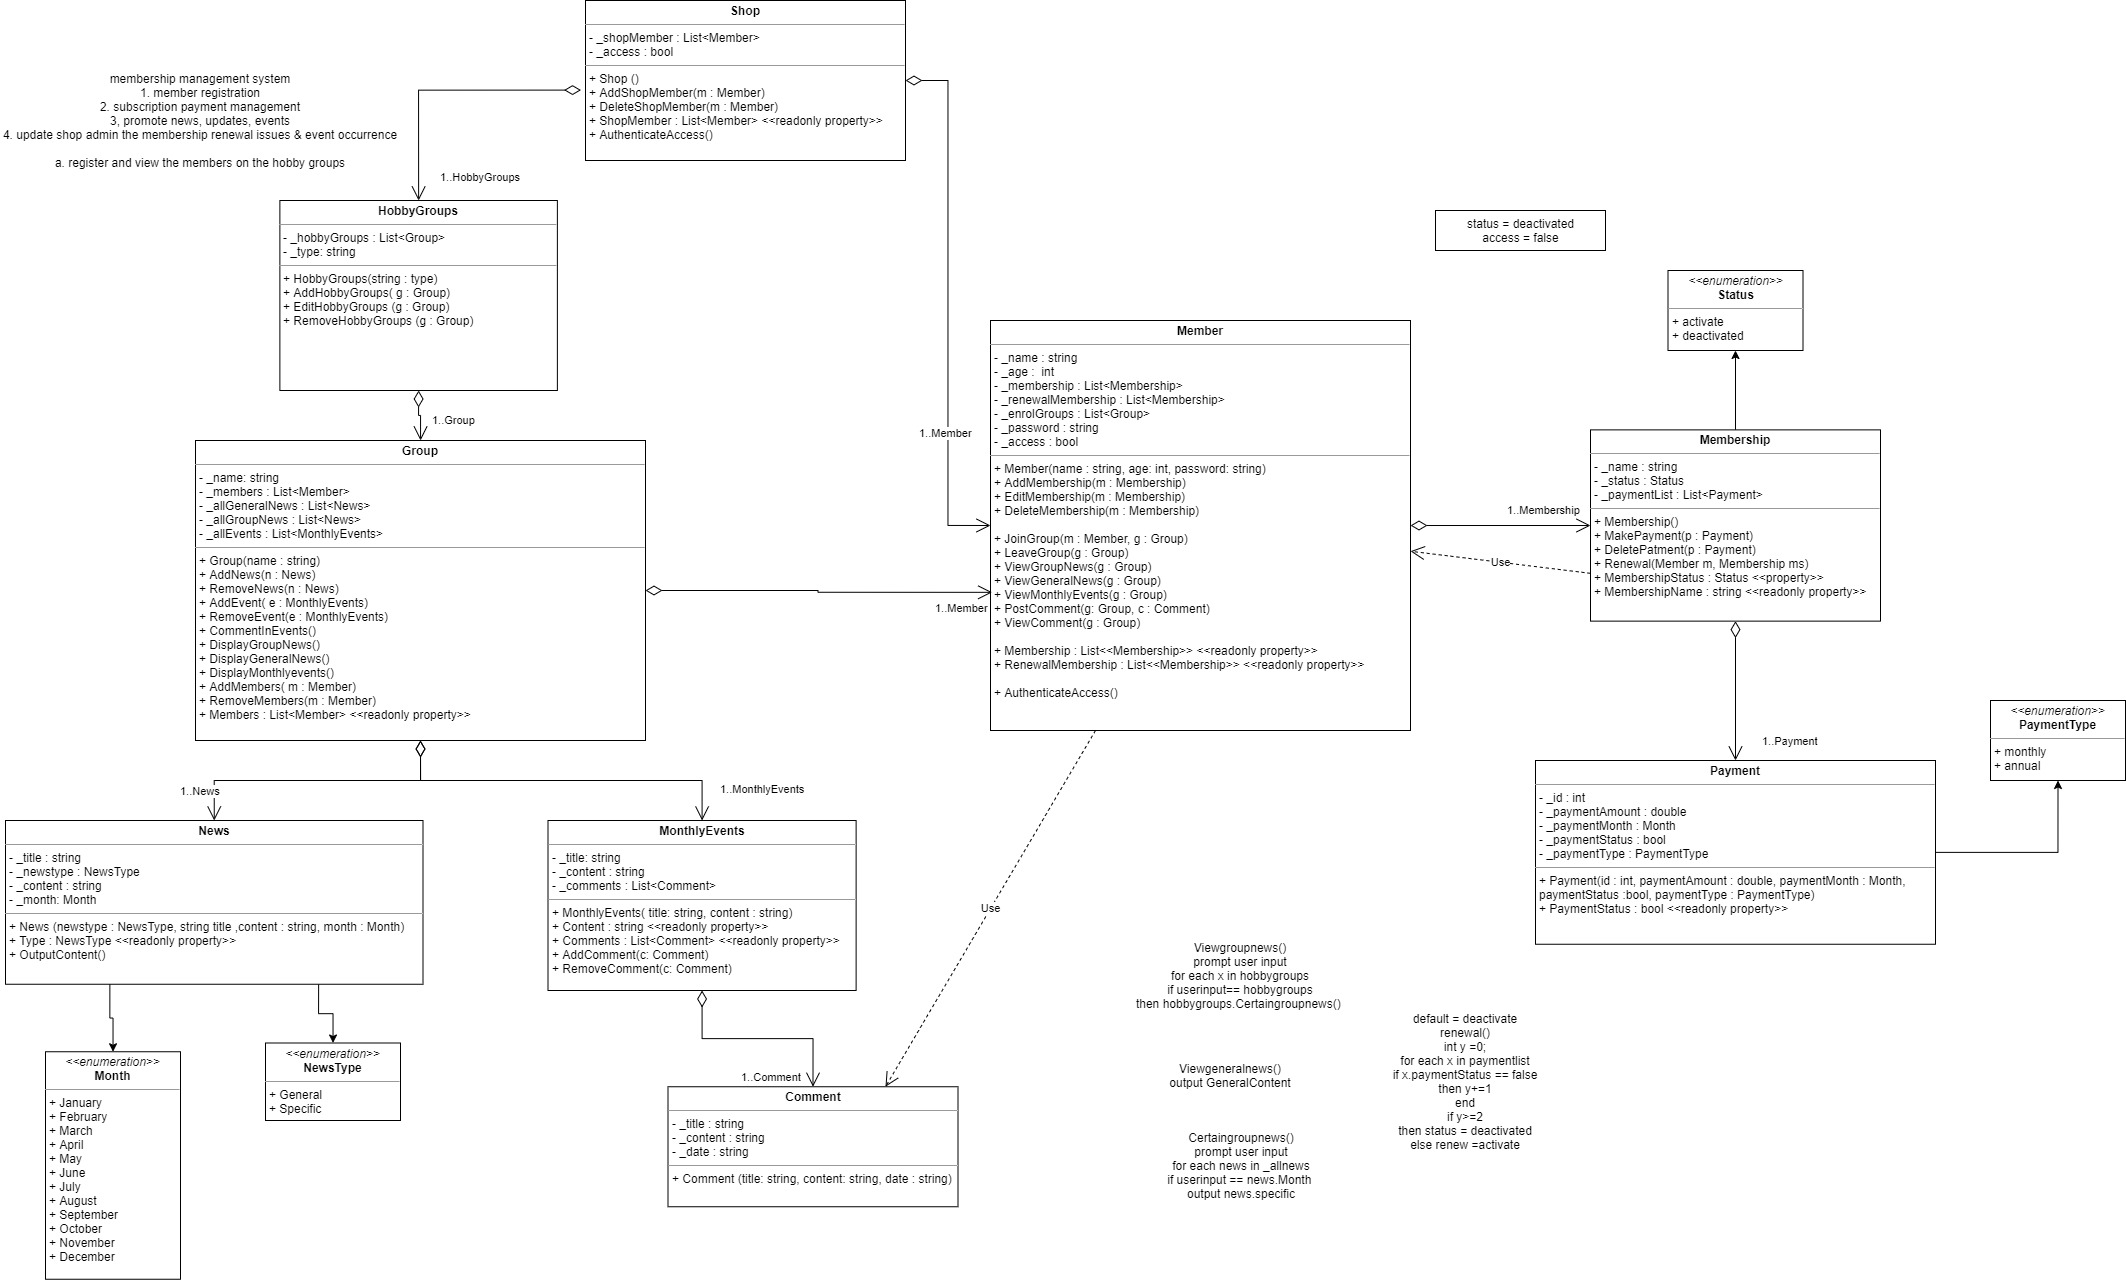 Shop
- _shopMember : List<Member>
- _access : bool
+ Shop ()
+ AddShopMember(m : Member)
+ DeleteShopMember(m : Member)
+ ShopMember : List<Member> <<readonly property>>
+ AuthenticateAccess()
membership management system
1. member registration
2. subscription payment management
3, promote news, updates, events
4. update shop admin the membership renewal issues & event occurrence
a. register and view the members on the hobby groups
1..HobbyGroups
HobbyGroups
- _hobbyGroups : List<Group>
- _type: string
+ HobbyGroups(string : type)
+ AddHobbyGroups( g : Group)
+ EditHobbyGroups (g : Group)
+ RemoveHobbyGroups (g : Group)
1..Group
status = deactivated
access = false
<<enumeration>>
Status
+ activate
+ deactivated
1..Member
Member
- _name : string
- _age :  int
- _membership : List<Membership>
- _renewalMembership : List<Membership>
- _enrolGroups : List<Group>
- _password : string
- _access : bool
+ Member(name : string, age: int, password: string)
+ AddMembership(m : Membership)
+ EditMembership(m : Membership)
+ DeleteMembership(m : Membership)
+ JoinGroup(m : Member, g : Group)
+ LeaveGroup(g : Group)
+ ViewGroupNews(g : Group)
+ ViewGeneralNews(g : Group)
+ ViewMonthlyEvents(g : Group)
+ PostComment(g: Group, c : Comment)
+ ViewComment(g : Group)
+ Membership : List<<Membership>> <<readonly property>>
+ RenewalMembership : List<<Membership>> <<readonly property>>
+ AuthenticateAccess()
1..Membership
Use
Membership
- _name : string
- _status : Status
- _paymentList : List<Payment>
+ Membership()
+ MakePayment(p : Payment)
+ DeletePatment(p : Payment)
+ Renewal(Member m, Membership ms)
+ MembershipStatus : Status <<property>>
+ MembershipName : string <<readonly property>>
Group
- _name: string
- _members : List<Member>
- _allGeneralNews : List<News>
- _allGroupNews : List<News>
- _allEvents : List<MonthlyEvents>
+ Group(name : string)
+ AddNews(n : News)
+ RemoveNews(n : News)
+ AddEvent( e : MonthlyEvents)
+ RemoveEvent(e : MonthlyEvents)
+ CommentInEvents()
+ DisplayGroupNews()
+ DisplayGeneralNews()
+ DisplayMonthlyevents()
+ AddMembers( m : Member)
+ RemoveMembers(m : Member)
+ Members : List<Member> <<readonly property>>
1..Member
1..Payment
<<enumeration>>
PaymentType
+ monthly
+ annual
Payment
- _id : int
- _paymentAmount : double
- _paymentMonth : Month
- _paymentStatus : bool
- _paymentType : PaymentType
+ Payment(id : int, paymentAmount : double, paymentMonth : Month,
paymentStatus :bool, paymentType : PaymentType)
+ PaymentStatus : bool <<readonly property>>
1..News
1..MonthlyEvents
News
- _title : string
- _newstype : NewsType
- _content : string
- _month: Month
+ News (newstype : NewsType, string title ,content : string, month : Month)
+ Type : NewsType <<readonly property>>
+ OutputContent()
MonthlyEvents
- _title: string
- _content : string
- _comments : List<Comment>
+ MonthlyEvents( title: string, content : string)
+ Content : string <<readonly property>>
+ Comments : List<Comment> <<readonly property>>
+ AddComment(c: Comment)
+ RemoveComment(c: Comment)
Use
<<enumeration>>
Month
+ January
+ February
+ March
+ April
+ May
+ June
+ July
+ August
+ September
+ October
+ November
+ December
<<enumeration>>
NewsType
+ General
+ Specific
1..Comment
Comment
- _title : string
- _content : string
- _date : string
+ Comment (title: string, content: string, date : string)
Viewgroupnews()
prompt user input
for each x in hobbygroups
if userinput== hobbygroups
then hobbygroups.Certaingroupnews()
Viewgeneralnews()
output GeneralContent
Certaingroupnews()
prompt user input
for each news in _allnews
if userinput == news.Month
output news.specific
default = deactivate
renewal()
int y =0;
for each x in paymentlist
if x.paymentStatus == false
then y+=1
end
if y>=2
then status = deactivated
else renew =activate